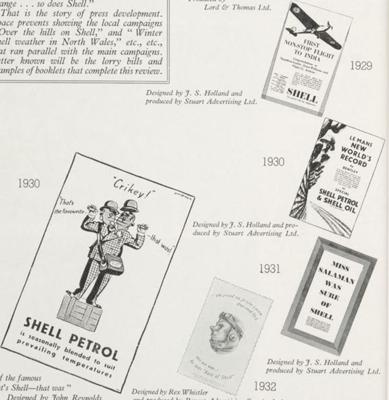 ange . . . so does Shell."
That is the story of press development.
pace prevents showing the local campaigns
Over the hills on Shell," and "Winter
hell weather in North Wales," etc., etc.,
at ran parallel with the main campaigns.
etter known will be the lorry bills and
amples of booklets that complete this review.
Lord & Thomas Ltd.
FIRST
NONSTOP FLIGHT
TO INDIA
SHELL
1929
Designed by J. S. Holland and
produced by Stuart Advertising Ltd.
1930
LE MANS
NEW
WORLD'S
RECORD
by
BENTLEY
on
SPECIAL
SHELL PETROL
& SHELL OIL
Designed by J. S. Holland and pro-
duced by Stuart Advertising Ltd.
1930
"Crikey!"
That's
the favourite
-that was!
SHELL PETROL
is seasonally blended to suit
prevailing temperatures
f the famous
t's Shell—that was"
Designed by John Reynolds
1931
MISS
SALAMAN
WAS
SURE
OF
SHELL
Designed by J. S. Holland and
produced by Stuart Advertising Ltd.
1932
Designed by Rex Whistler